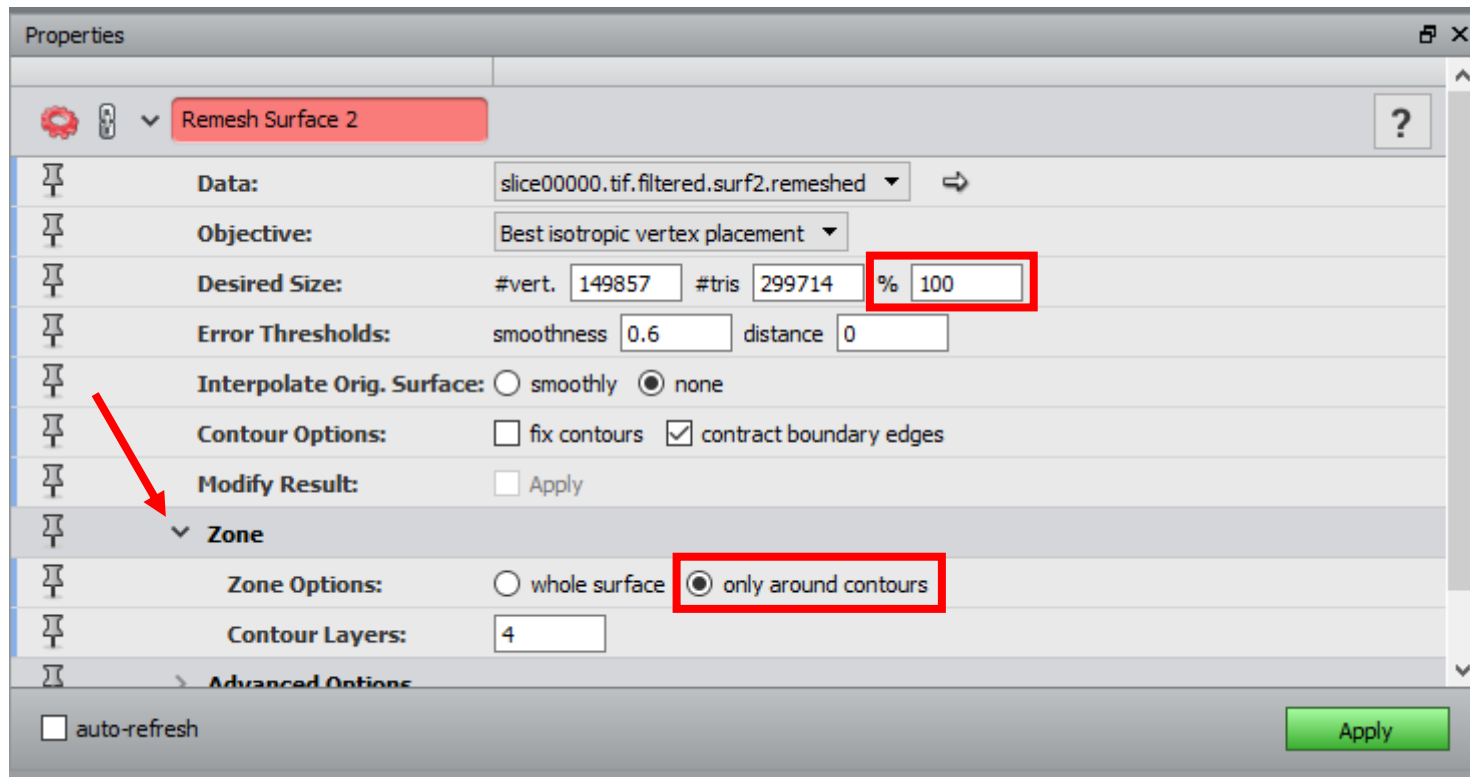 Properties
Remesh Surface 2 ?
Data: slice00000.tif.filtered.surf2.remeshed
Objective: Best isotropic vertex placement
Desired Size: #vert. 149857 #tris 299714 % 100
Error Thresholds: smoothness 0.6 distance 0
Interpolate Orig. Surface: smoothly none
Contour Options: fix contours contract boundary edges
Modify Result: Apply
Zone
Zone Options: whole surface only around contours
Contour Layers: 4
Advanced Options
auto-refresh Apply